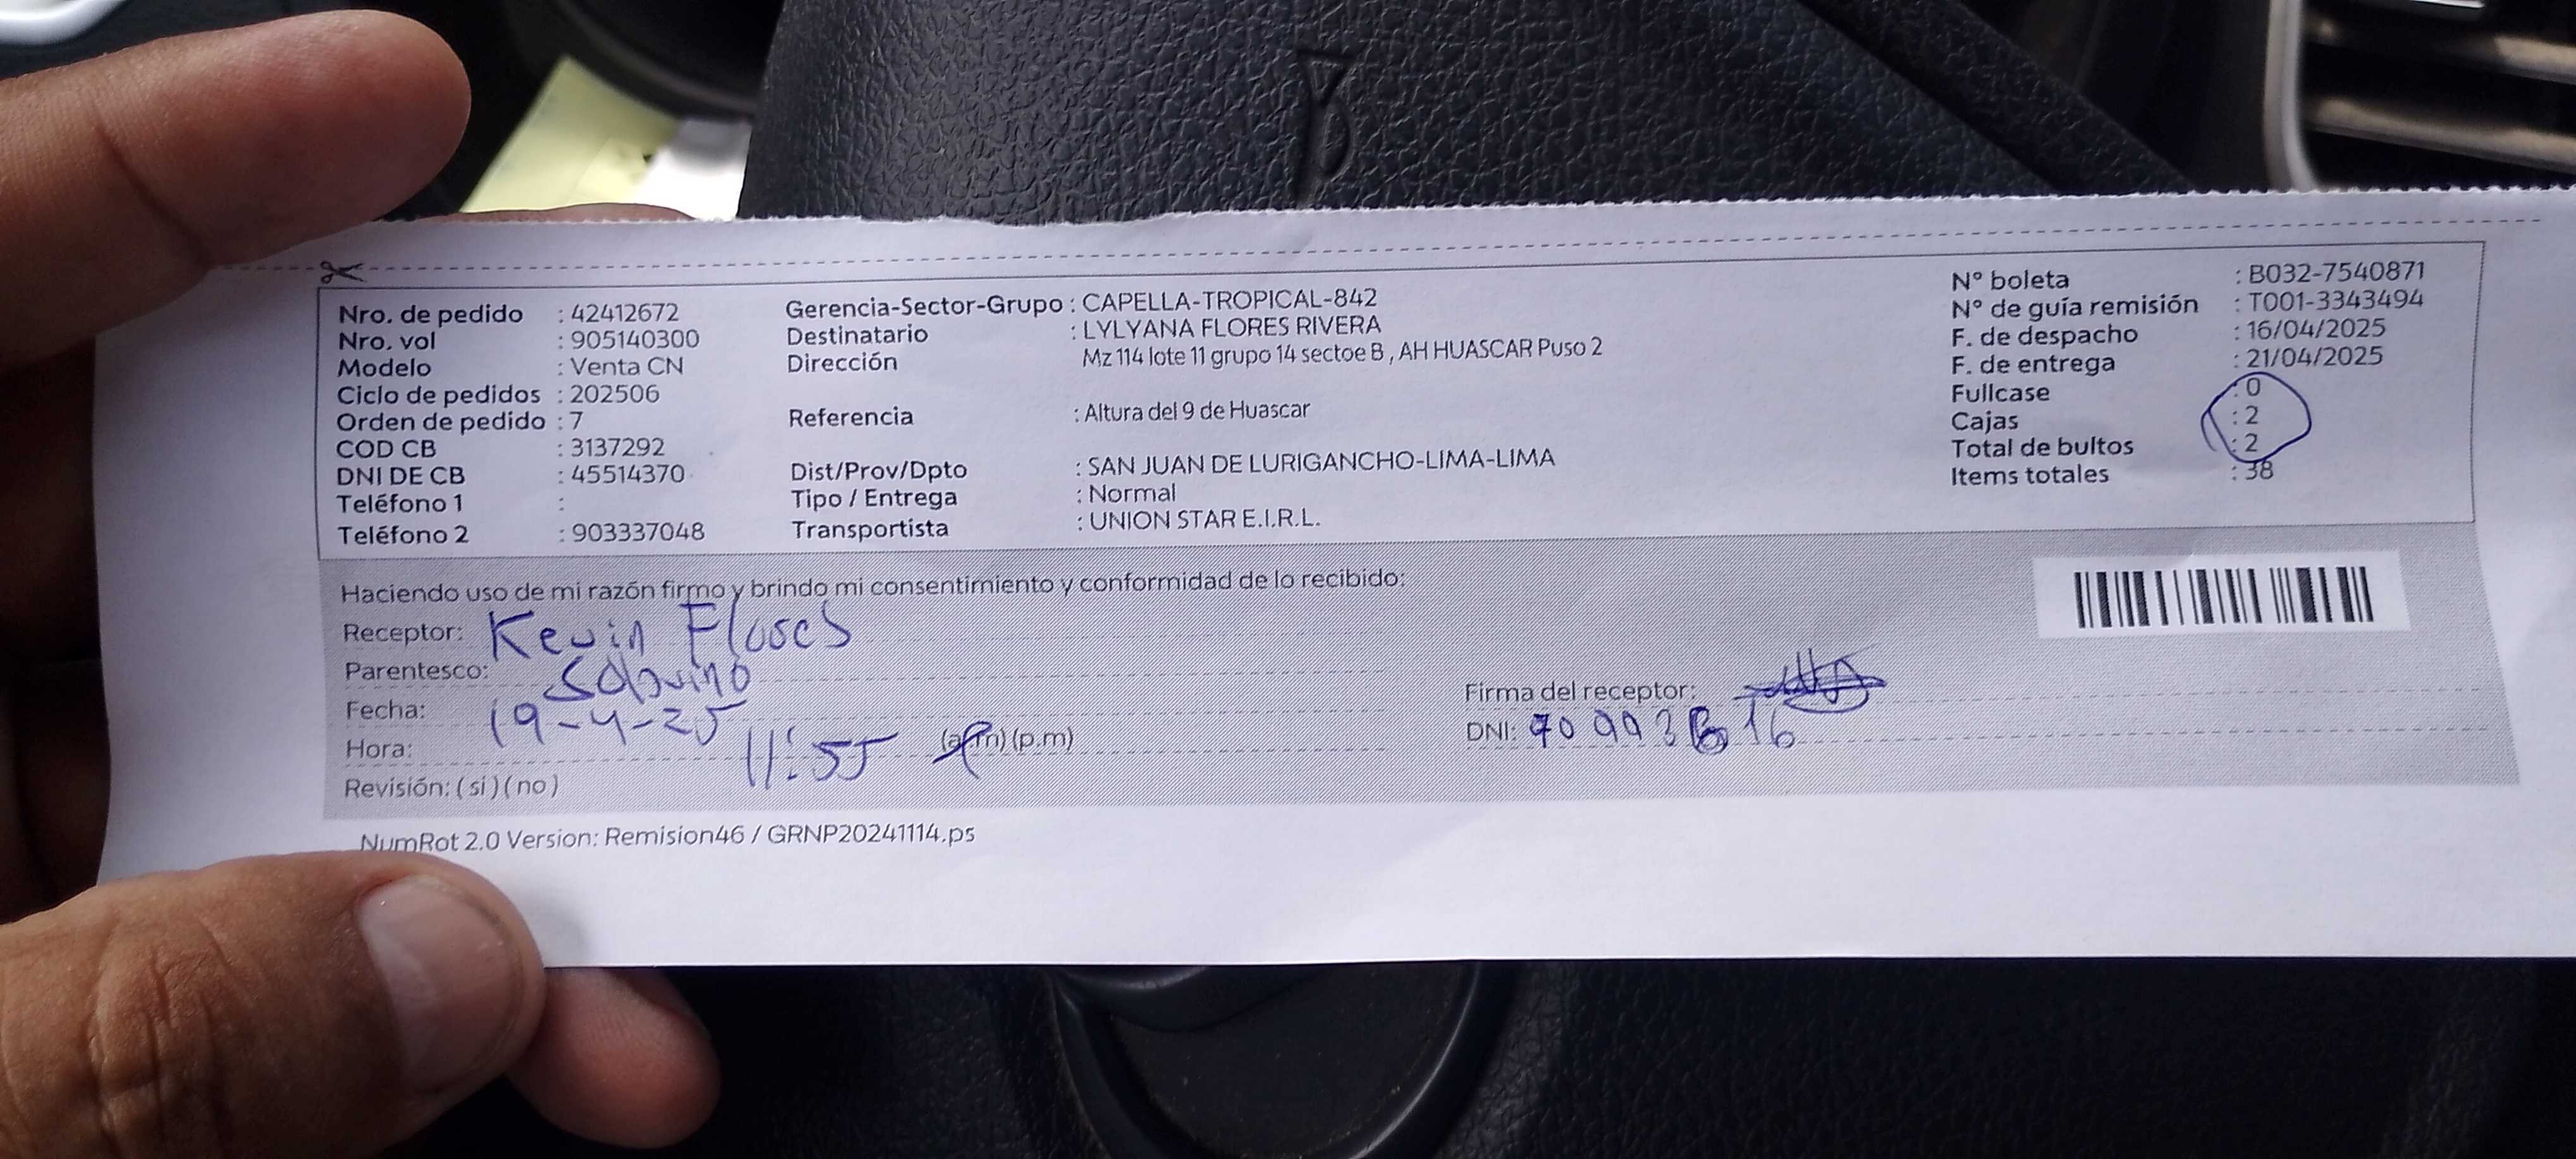 Nro. de pedido : 42412672
Nro. vol : 905140300
Modelo : Venta CN
Ciclo de pedidos : 202506
Orden de pedido : 7
COD CB : 3137292
DNI DE CB : 45514370
Teléfono 1 :
Teléfono 2 : 903337048
Gerencia-Sector-Grupo : CAPELLA-TROPICAL-842
Destinatario : LYLYANA FLORES RIVERA
Dirección Mz 114 lote 11 grupo 14 sectoe B , AH HUASCAR Puso 2
Referencia : Altura del 9 de Huascar
Dist/Prov/Dpto : SAN JUAN DE LURIGANCHO-LIMA-LIMA
Tipo / Entrega : Normal
Transportista : UNION STAR E.I.R.L.
N° boleta : B032-7540871
N° de guía remisión : T001-3343494
F. de despacho : 16/04/2025
F. de entrega : 21/04/2025
Fullcase : 0
Cajas : 2
Total de bultos : 2
Items totales : 38
Haciendo uso de mi razón firmo y brindo mi consentimiento y conformidad de lo recibido:
Receptor: Kevin Flores
Parentesco: Sobrino
Fecha: 19-4-25
Hora: 11:55 (a.m) (p.m)
Revisión: ( si ) ( no )
Firma del receptor:
DNI:
NumRot 2.0 Version: Remision46 / GRNP20241114.ps